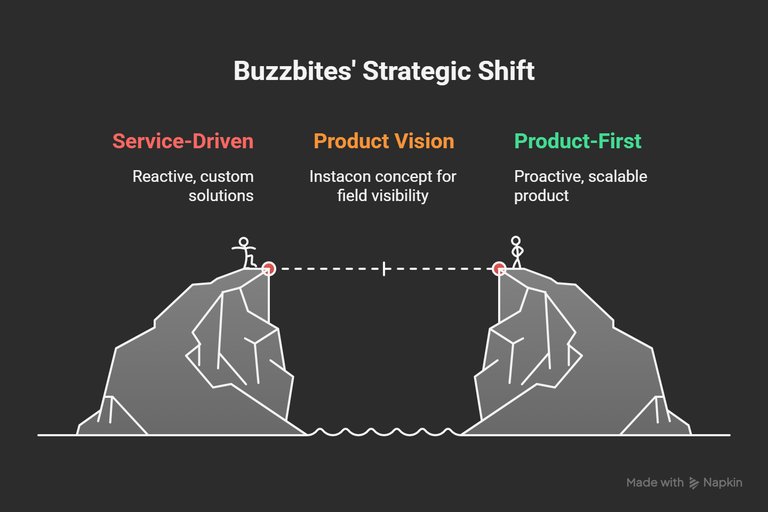 Buzzbites' Strategic Shift
Service-Driven
Reactive, custom
solutions
Product Vision
Instacon concept for
field visibility
Product-First
Proactive, scalable
product
Made with Napkin